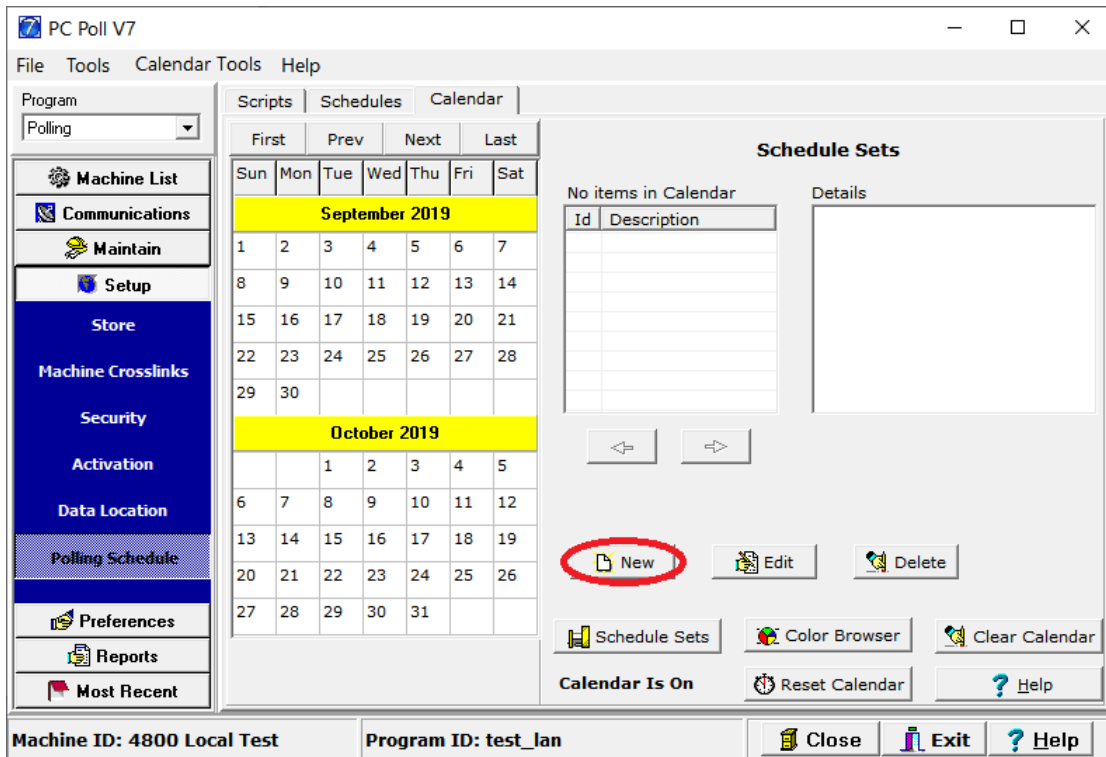 PC Poll V7
File Tools Calendar Tools Help
Program
Polling
Machine List
Communications
Maintain
Setup
Store
Machine Crosslinks
Security
Activation
Data Location
Polling Schedule
Preferences
Reports
Most Recent
Scripts Schedules Calendar
First Prev Next Last
Sun Mon Tue Wed Thu Fri Sat
September 2019
1 2 3 4 5 6 7
8 9 10 11 12 13 14
15 16 17 18 19 20 21
22 23 24 25 26 27 28
29 30
October 2019
1 2 3 4 5
6 7 8 9 10 11 12
13 14 15 16 17 18 19
20 21 22 23 24 25 26
27 28 29 30 31
Schedule Sets
No items in Calendar Details
Id Description
New Edit Delete
Schedule Sets Color Browser Clear Calendar
Calendar Is On Reset Calendar Help
Machine ID: 4800 Local Test Program ID: test_lan Close Exit Help